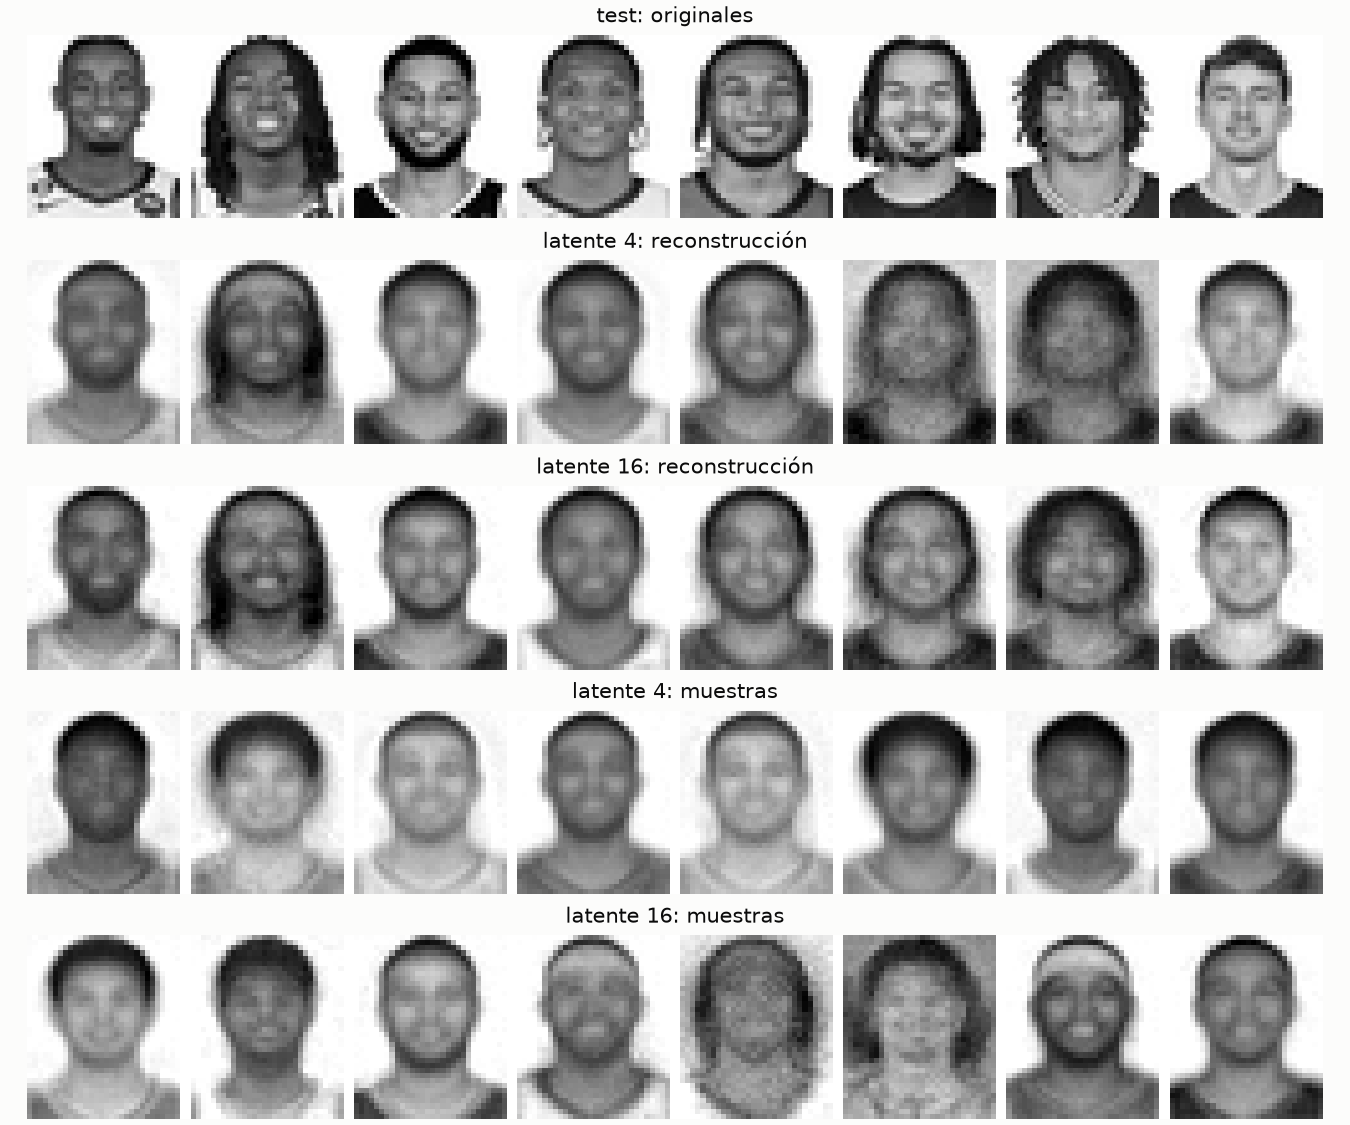 test: originales
latente 4: reconstrucción
latente 16: reconstrucción
latente 4: muestras
latente 16: muestras